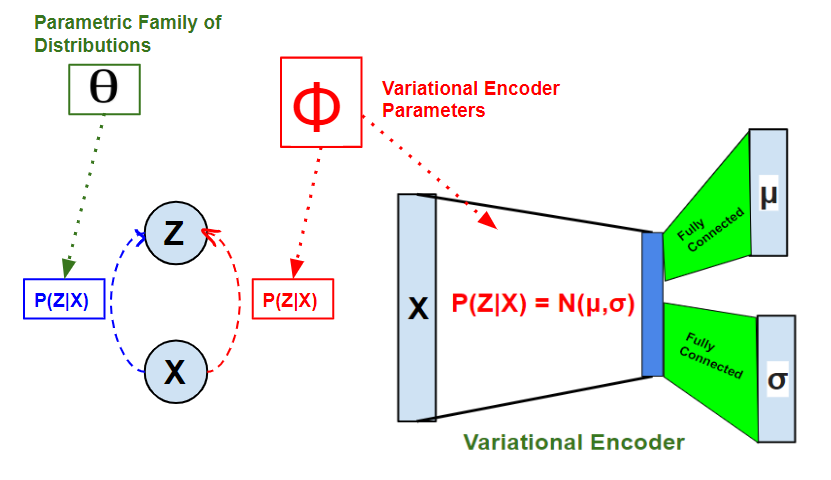 Parametric Family of
Distributions
θ
Φ
Variational Encoder
Parameters
μ
Z
Fully
Connected
P(Z|X)
P(Z|X)
X
P(Z|X) = N(μ,σ)
X
Fully
Connected
σ
Variational Encoder